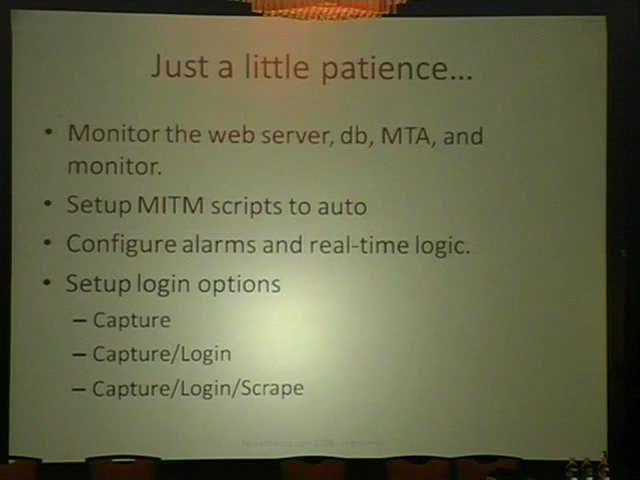 Just a little patience...
• Monitor the web server, db, MTA, and
monitor.
• Setup MITM scripts to auto
• Configure alarms and real-time logic.
• Setup login options
– Capture
– Capture/Login
– Capture/Login/Scrape